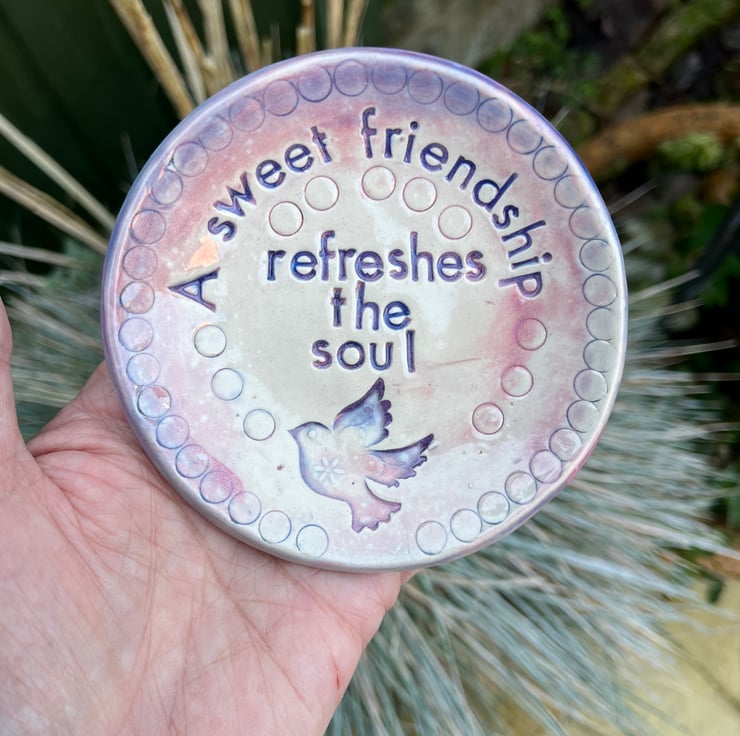 A sweet friendship
refreshes
the
soul